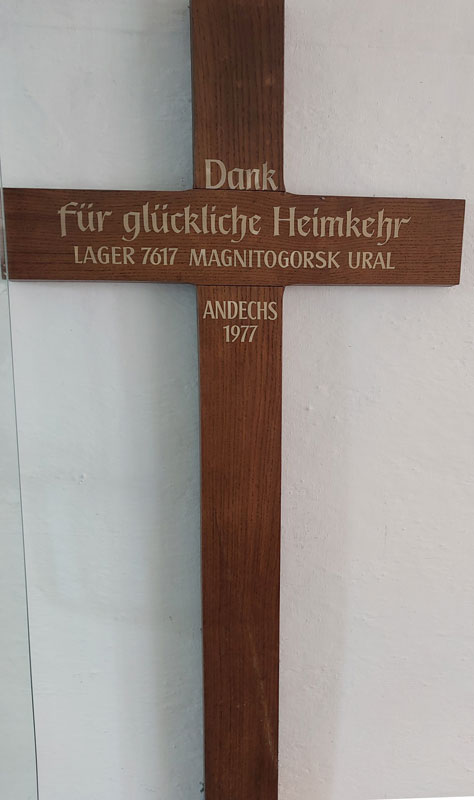 Dank
für glückliche Heimkehr
LAGER 7617 MAGNITOGORSK URAL
ANDECHS
1977